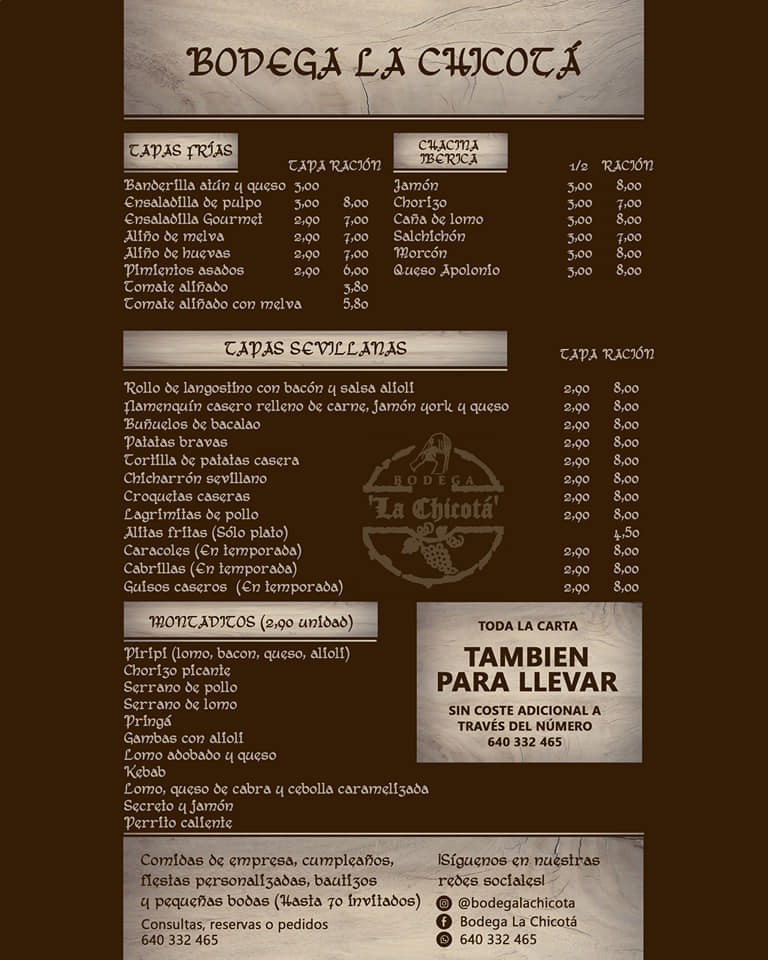 BODEGA LA CHICOTÁ
TAPAS FRÍAS
TAPA RACIÓN
Banderilla atún y queso 3,00
Ensaladilla de pulpo 3,00 8,00
Ensaladilla Gourmet 2,90 7,00
Aliño de melva 2,90 7,00
Aliño de huevas 2,90 7,00
Pimientos asados 2,90 6,00
Tomate aliñado 3,80
Tomate aliñado con melva 5,80
CHACINA
IBERICA
1/2 RACIÓN
Jamón 3,00 8,00
Chorizo 3,00 7,00
Caña de lomo 3,00 8,00
Salchichón 3,00 7,00
Morcón 3,00 8,00
Queso Apolonio 3,00 8,00
TAPAS SEVILLANAS
TAPA RACIÓN
Rollo de langostino con bacón y salsa alioli 2,90 8,00
Flamenquín casero relleno de carne, jamón york y queso 2,90 8,00
Buñuelos de bacalao 2,90 8,00
Patatas bravas 2,90 8,00
Tortilla de patatas casera 2,90 8,00
Chicharrón sevillano 2,90 8,00
Croquetas caseras 2,90 8,00
Lagrimitas de pollo 2,90 8,00
Alitas fritas (Sólo plato) 4,50
Caracoles (En temporada) 2,90 8,00
Cabrillas (En temporada) 2,90 8,00
Guisos caseros (En temporada) 2,90 8,00
BODEGA
'La Chicotá'
MONTADITOS (2,90 unidad)
Piripi (lomo, bacon, queso, alioli)
Chorizo picante
Serrano de pollo
Serrano de lomo
Pringá
Gambas con alioli
Lomo adobado y queso
Kebab
Lomo, queso de cabra y cebolla caramelizada
Secreto y jamón
Perrito caliente
TODA LA CARTA
TAMBIEN
PARA LLEVAR
SIN COSTE ADICIONAL A
TRAVÉS DEL NÚMERO
640 332 465
Comidas de empresa, cumpleaños,
fiestas personalizadas, bautizos
y pequeñas bodas (Hasta 70 invitados)
Consultas, reservas o pedidos
640 332 465
¡Síguenos en nuestras
redes sociales!
@bodegalachicota
Bodega La Chicotá
640 332 465